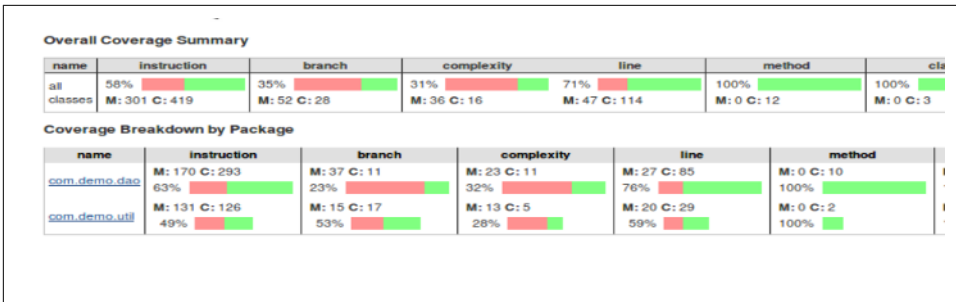 Overall Coverage Summary
name instruction branch complexity line method cla
all classes 58% 35% 31% 71% 100% 100%
M: 301 C: 419 M: 52 C: 28 M: 36 C: 16 M: 47 C: 114 M: 0 C: 12 M: 0 C: 3
Coverage Breakdown by Package
name instruction branch complexity line method
com.demo.dao M: 170 C: 293 M: 37 C: 11 M: 23 C: 11 M: 27 C: 85 M: 0 C: 10
63% 23% 32% 76% 100%
com.demo.util M: 131 C: 126 M: 15 C: 17 M: 13 C: 5 M: 20 C: 29 M: 0 C: 2
49% 53% 28% 59% 100%